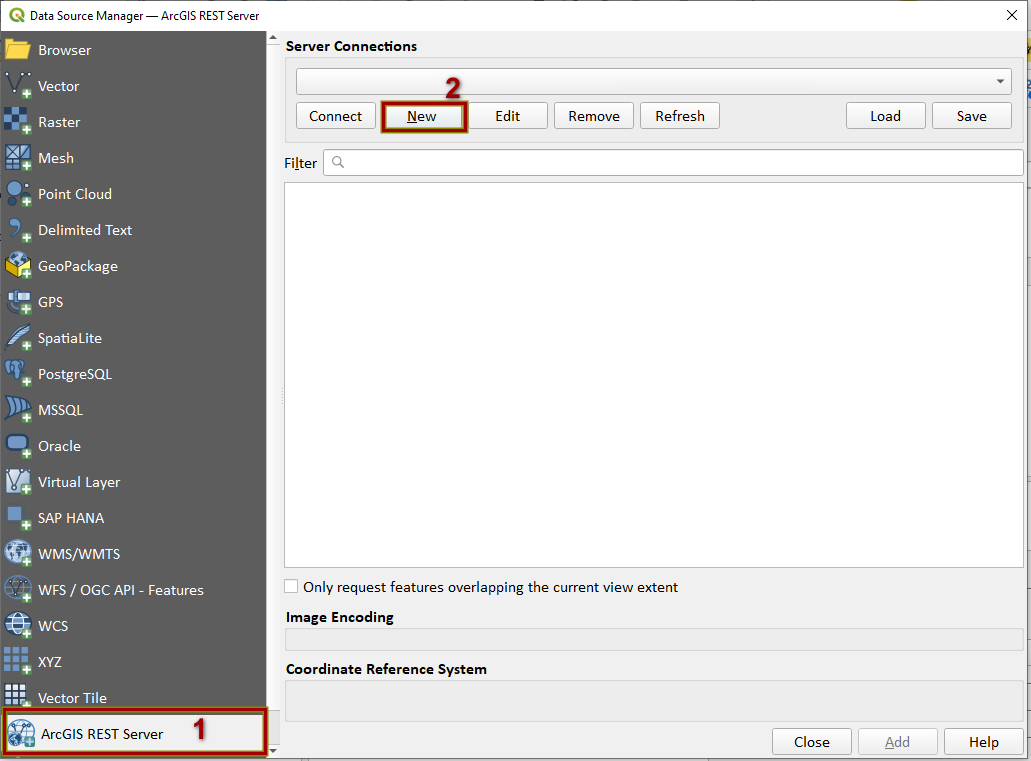 Data Source Manager — ArcGIS REST Server
Browser
Vector
Raster
Mesh
Point Cloud
Delimited Text
GeoPackage
GPS
SpatiaLite
PostgreSQL
MSSQL
Oracle
Virtual Layer
SAP HANA
WMS/WMTS
WFS / OGC API - Features
WCS
XYZ
Vector Tile
ArcGIS REST Server 1
Server Connections
2
Connect New Edit Remove Refresh Load Save
Filter
Only request features overlapping the current view extent
Image Encoding
Coordinate Reference System
Close Add Help